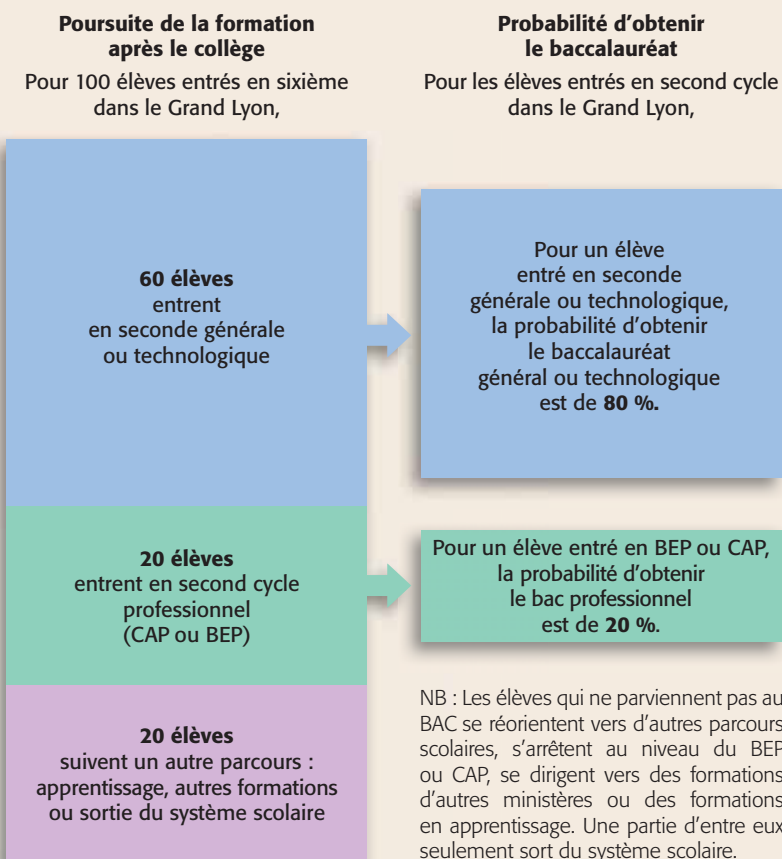 Poursuite de la formation
après le collège
Pour 100 élèves entrés en sixième
dans le Grand Lyon,
60 élèves
entrent
en seconde générale
ou technologique
20 élèves
entrent en second cycle
professionnel
(CAP ou BEP)
20 élèves
suivent un autre parcours :
apprentissage, autres formations
ou sortie du système scolaire
Probabilité d’obtenir
le baccalauréat
Pour les élèves entrés en second cycle
dans le Grand Lyon,
Pour un élève
entré en seconde
générale ou technologique,
la probabilité d’obtenir
le baccalauréat
général ou technologique
est de 80 %.
Pour un élève entré en BEP ou CAP,
la probabilité d’obtenir
le bac professionnel
est de 20 %.
NB : Les élèves qui ne parviennent pas au
BAC se réorientent vers d’autres parcours
scolaires, s’arrêtent au niveau du BEP
ou CAP, se dirigent vers des formations
d’autres ministères ou des formations
en apprentissage. Une partie d’entre eux
seulement sort du système scolaire.